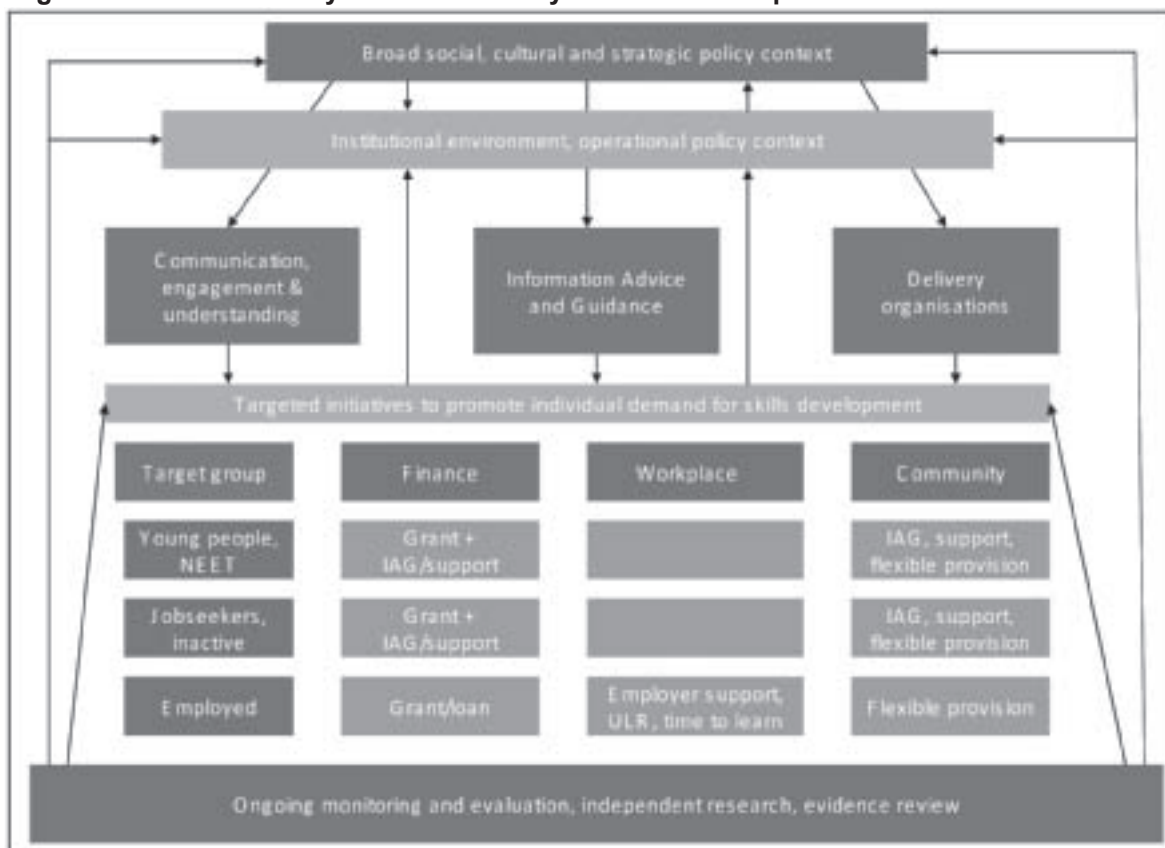 Broad social, cultural and strategic policy context
Institutional environment, operational policy context
Communication,
engagement &
understanding
Information Advice
and Guidance
Delivery
organisations
Targeted initiatives to promote individual demand for skills development
Target group
Finance
Workplace
Community
Young people,
NEET
Grant +
IAG/support
IAG, support,
flexible provision
Jobseekers,
inactive
Grant +
IAG/support
IAG, support,
flexible provision
Employed
Grant/loan
Employer support,
ULR, time to learn
Flexible provision
Ongoing monitoring and evaluation, independent research, evidence review